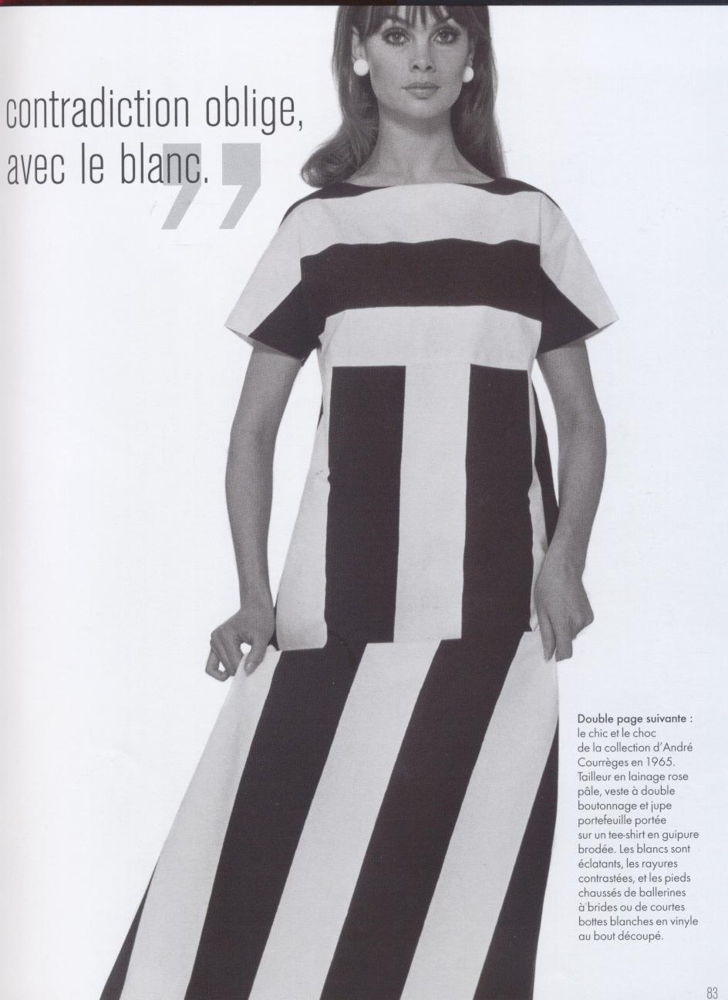 contradiction oblige,
avec le blanc.
”
Double page suivante :
le chic et le choc
de la collection d’André
Courrèges en 1965.
Tailleur en lainage rose
pâle, veste à double
boutonnage et jupe
portefeuille portée
sur un tee-shirt en guipure
brodée. Les blancs sont
éclatants, les rayures
contrastées, et les pieds
chaussés de ballerines
à brides ou de courtes
bottes blanches en vinyle
au bout découpé.
83